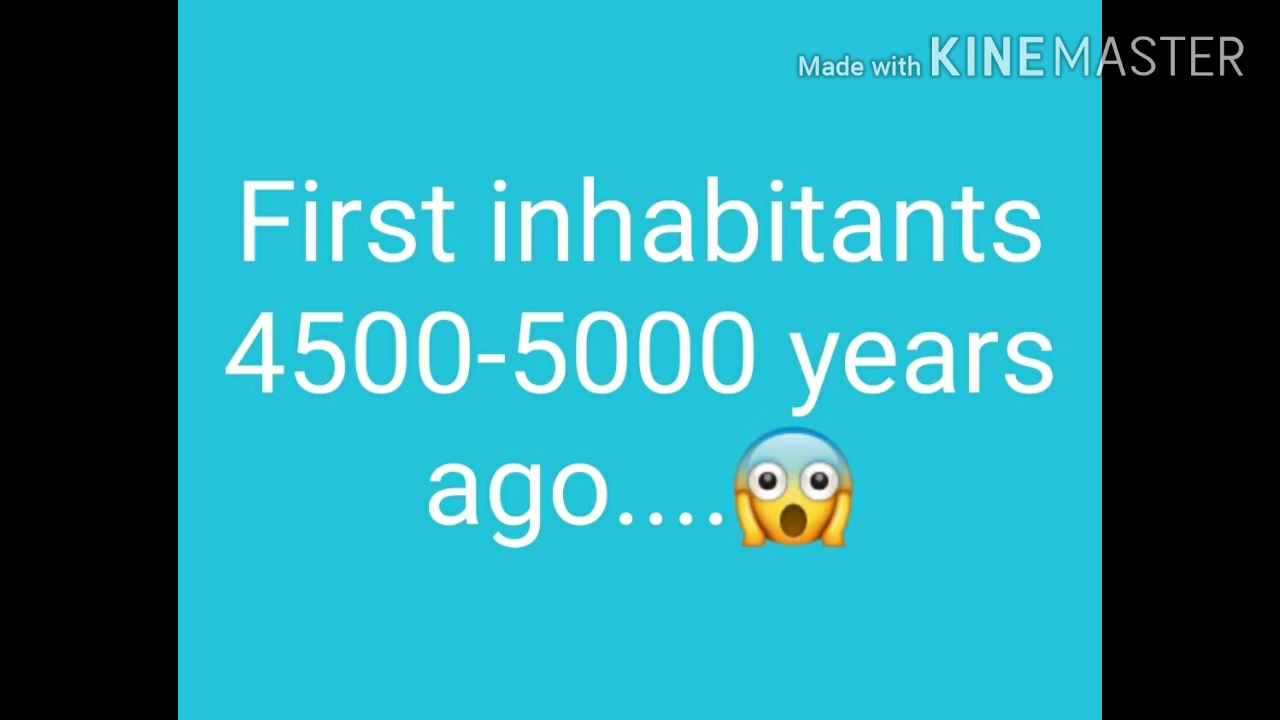 Made with KINEMASTER
First inhabitants
4500-5000 years
ago....😱